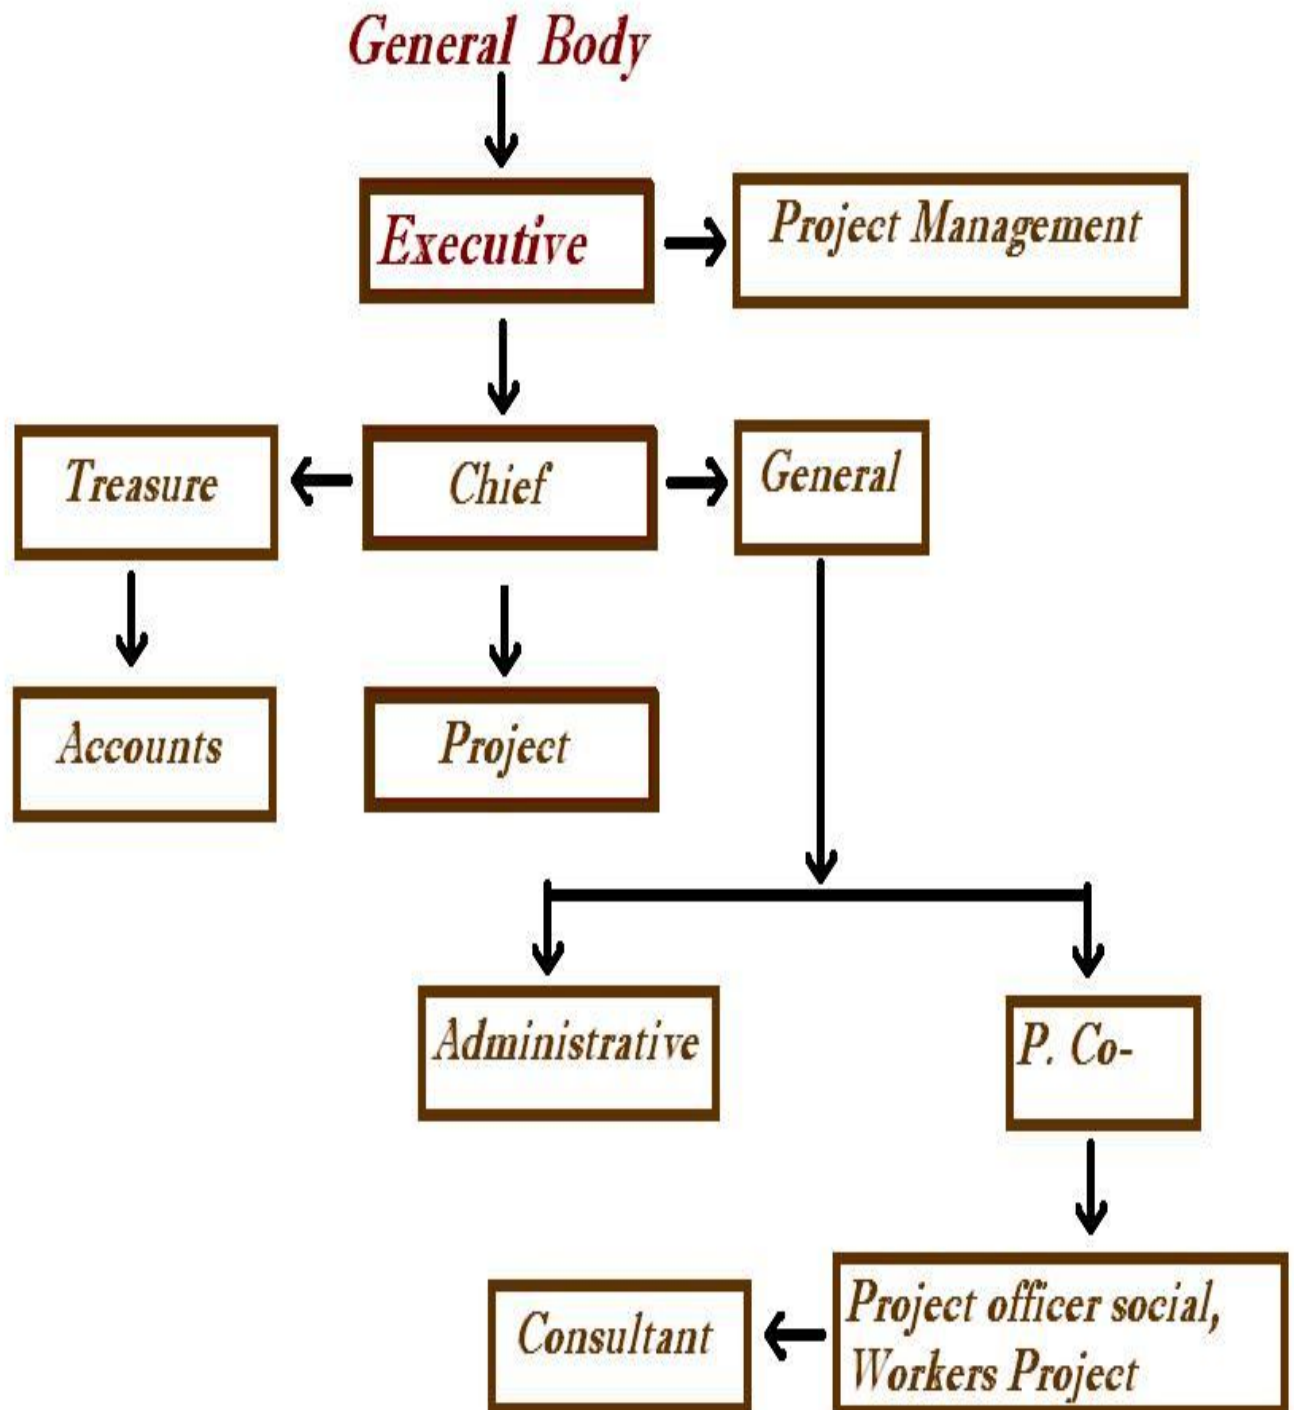 General Body
Executive
Project Management
Treasure
Chief
General
Accounts
Project
Administrative
P. Co-
Consultant
Project officer social,
Workers Project